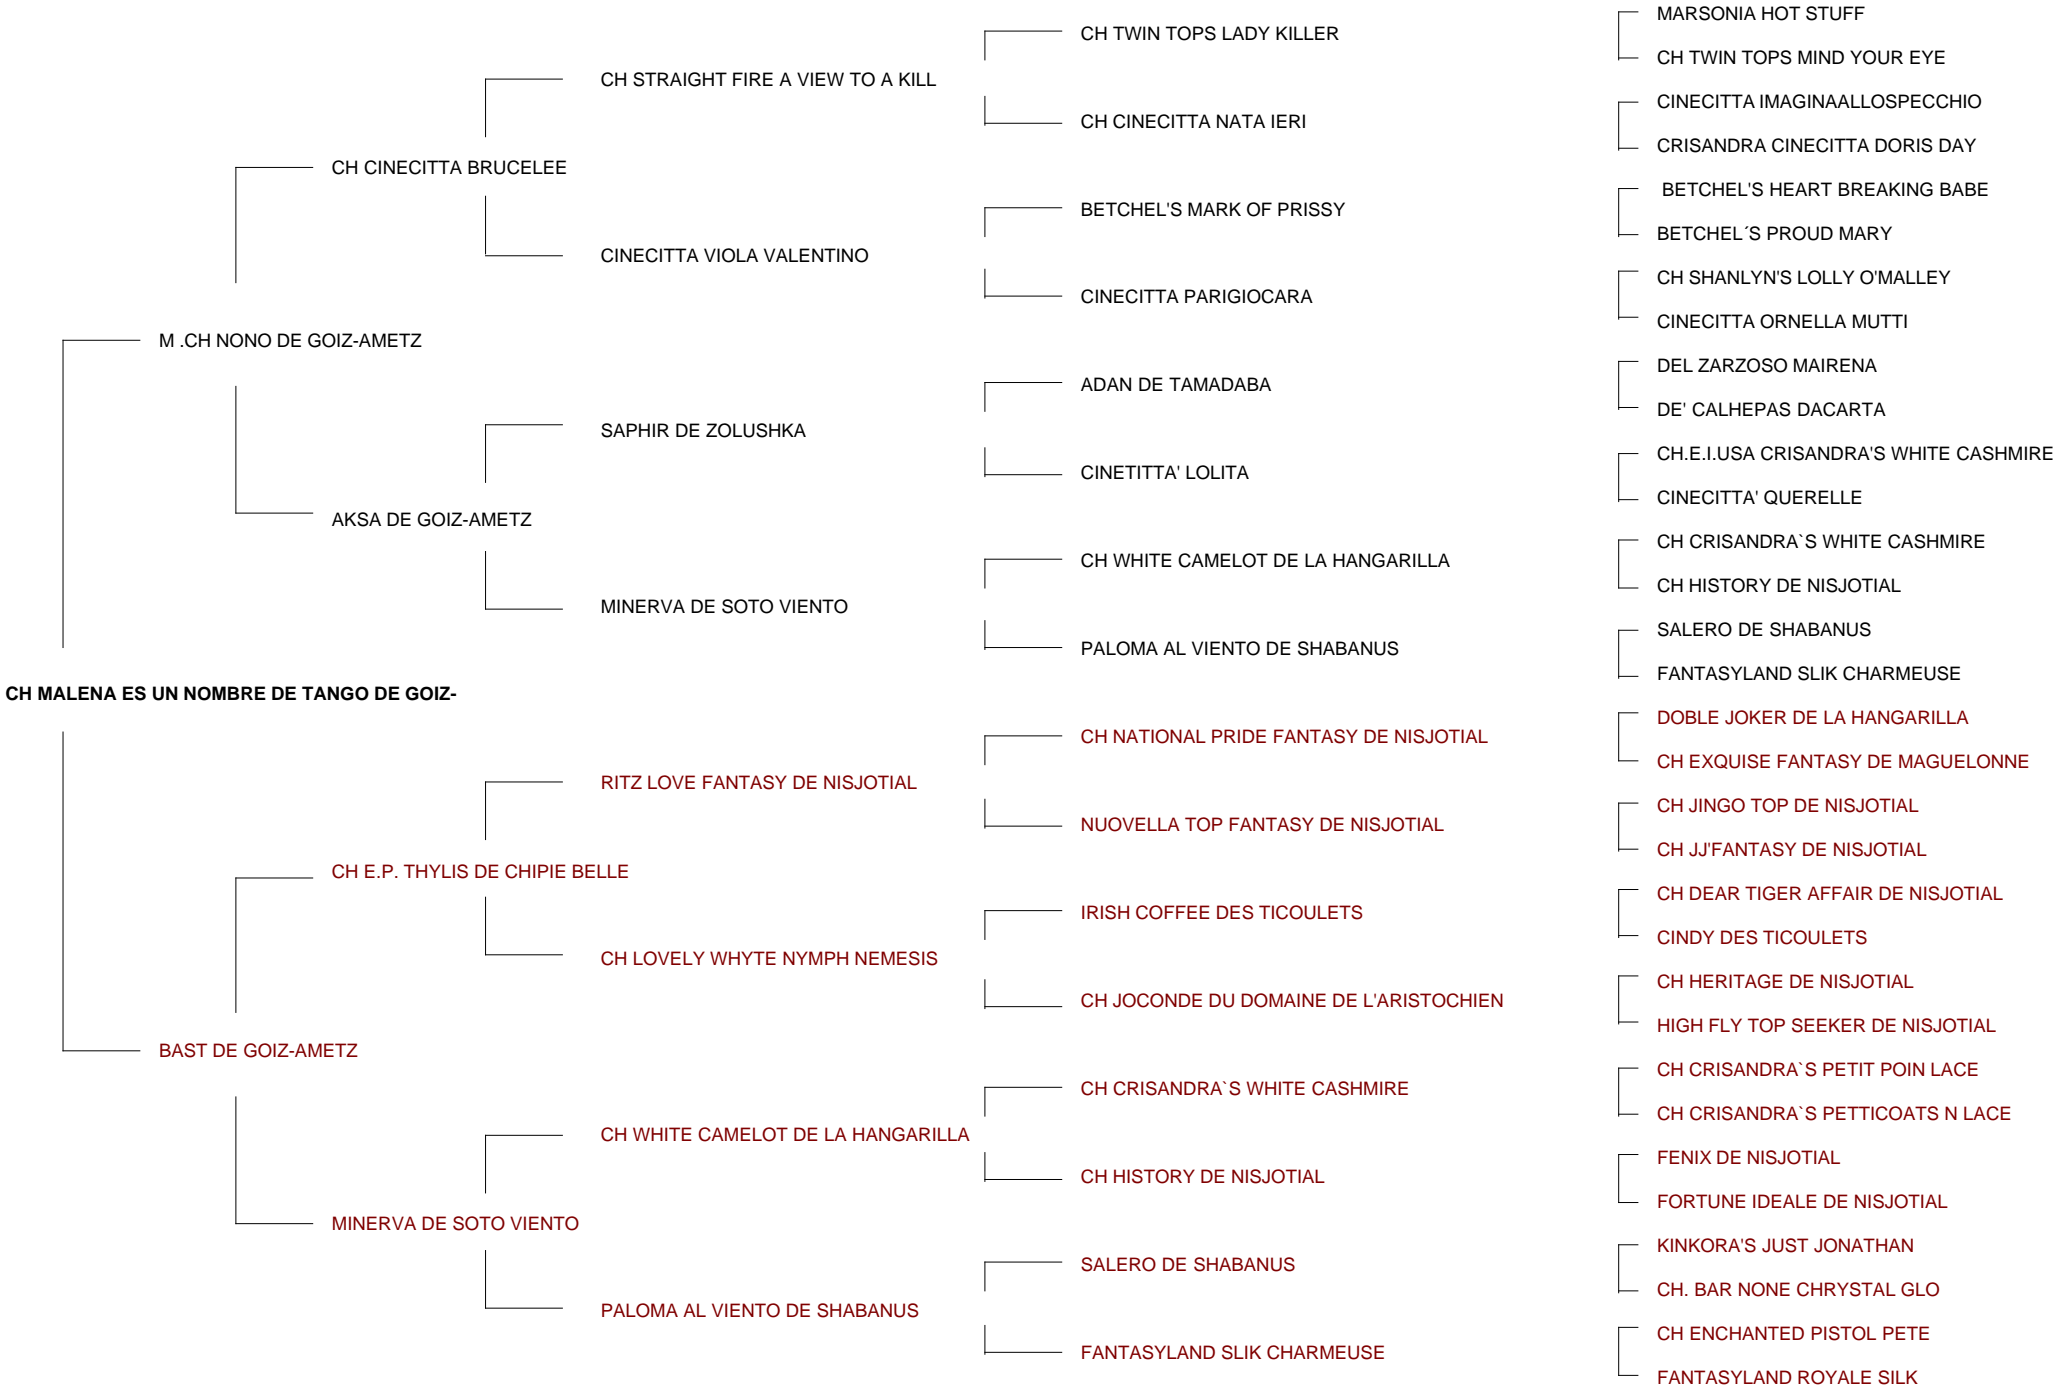 MARSONIA HOT STUFF
CH TWIN TOPS LADY KILLER
CH TWIN TOPS MIND YOUR EYE
CH STRAIGHT FIRE A VIEW TO A KILL
CINECITTA IMAGINAALLOSPECCHIO
CH CINECITTA NATA IERI
CRISANDRA CINECITTA DORIS DAY
CH CINECITTA BRUCELEE
BETCHEL'S HEART BREAKING BABE
BETCHEL'S MARK OF PRISSY
BETCHEL´S PROUD MARY
CINECITTA VIOLA VALENTINO
CH SHANLYN'S LOLLY O'MALLEY
CINECITTA PARIGIOCARA
CINECITTA ORNELLA MUTTI
M .CH NONO DE GOIZ-AMETZ
DEL ZARZOSO MAIRENA
ADAN DE TAMADABA
DE' CALHEPAS DACARTA
SAPHIR DE ZOLUSHKA
CH.E.I.USA CRISANDRA'S WHITE CASHMIRE
CINETITTA' LOLITA
CINECITTA' QUERELLE
AKSA DE GOIZ-AMETZ
CH CRISANDRA`S WHITE CASHMIRE
CH WHITE CAMELOT DE LA HANGARILLA
CH HISTORY DE NISJOTIAL
MINERVA DE SOTO VIENTO
SALERO DE SHABANUS
PALOMA AL VIENTO DE SHABANUS
FANTASYLAND SLIK CHARMEUSE
CH MALENA ES UN NOMBRE DE TANGO DE GOIZ-
DOBLE JOKER DE LA HANGARILLA
CH NATIONAL PRIDE FANTASY DE NISJOTIAL
CH EXQUISE FANTASY DE MAGUELONNE
RITZ LOVE FANTASY DE NISJOTIAL
CH JINGO TOP DE NISJOTIAL
NUOVELLA TOP FANTASY DE NISJOTIAL
CH JJ'FANTASY DE NISJOTIAL
CH E.P. THYLIS DE CHIPIE BELLE
CH DEAR TIGER AFFAIR DE NISJOTIAL
IRISH COFFEE DES TICOULETS
CINDY DES TICOULETS
CH LOVELY WHYTE NYMPH NEMESIS
CH HERITAGE DE NISJOTIAL
CH JOCONDE DU DOMAINE DE L'ARISTOCHIEN
HIGH FLY TOP SEEKER DE NISJOTIAL
BAST DE GOIZ-AMETZ
CH CRISANDRA`S PETIT POIN LACE
CH CRISANDRA`S WHITE CASHMIRE
CH CRISANDRA`S PETTICOATS N LACE
CH WHITE CAMELOT DE LA HANGARILLA
FENIX DE NISJOTIAL
CH HISTORY DE NISJOTIAL
FORTUNE IDEALE DE NISJOTIAL
MINERVA DE SOTO VIENTO
KINKORA'S JUST JONATHAN
SALERO DE SHABANUS
CH. BAR NONE CHRYSTAL GLO
PALOMA AL VIENTO DE SHABANUS
CH ENCHANTED PISTOL PETE
FANTASYLAND SLIK CHARMEUSE
FANTASYLAND ROYALE SILK